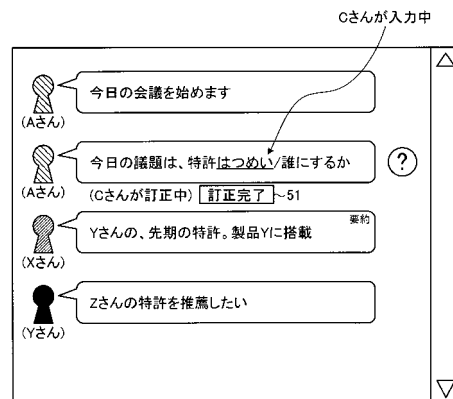 Cさんが入力中
今日の会議を始めます
(Aさん)
今日の議題は、特許はつめい/誰にするか
?
(Aさん)
(Cさんが訂正中) 訂正完了 ~51
要約
Yさんの、先期の特許。製品Yに搭載
(Xさん)
Zさんの特許を推薦したい
(Yさん)